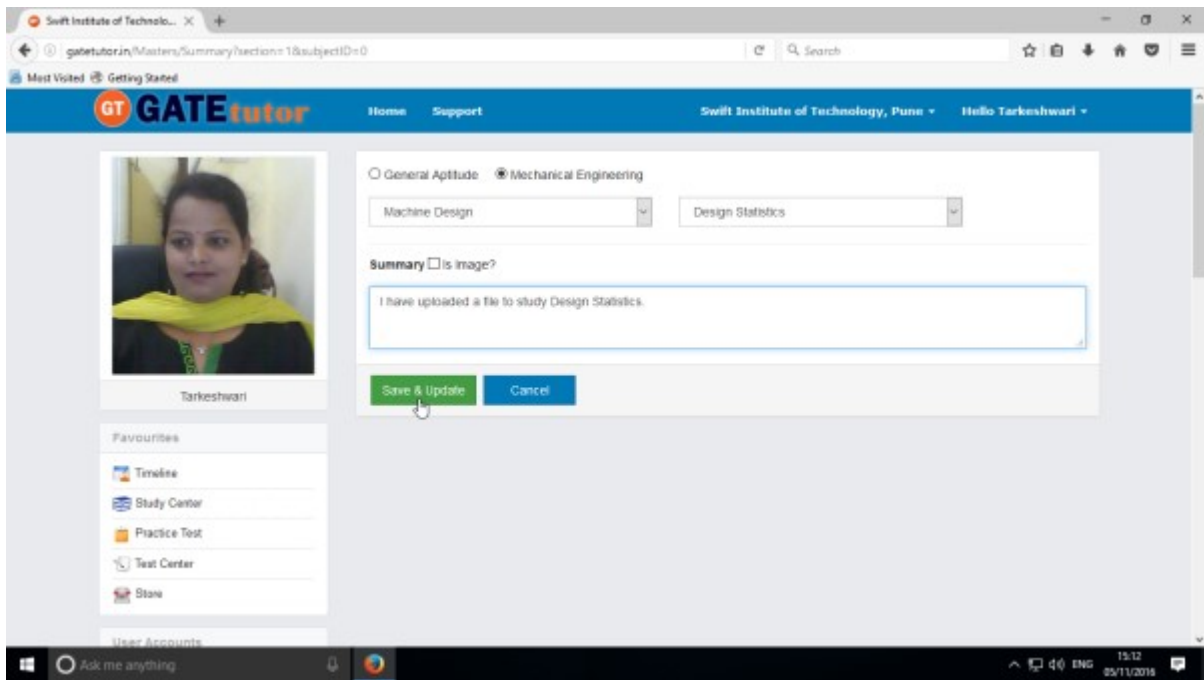 Swift Institute of Technolo...
gatetutor.in/Masters/Summary?section=1&subjectID=0
Search
Most Visited Getting Started
GT GATEtutor
Home Support Swift Institute of Technology, Pune Hello Tarkeshwari
General Aptitude Mechanical Engineering
Machine Design Design Statistics
Summary Is Image?
I have uploaded a file to study Design Statistics.
Save & Update Cancel
Tarkeshwari
Favourites
Timeline
Study Center
Practice Test
Test Center
Store
User Accounts
Ask me anything
ENG
15:12
05/11/2016